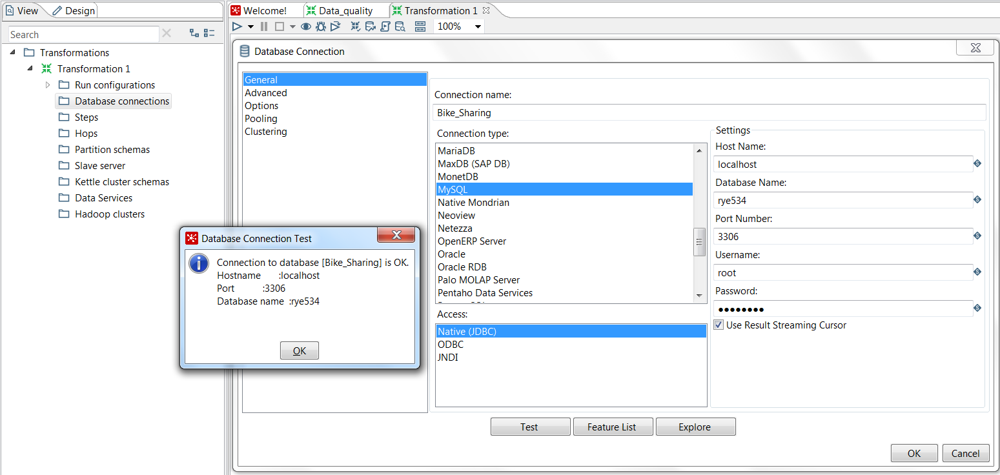 View
Design
Welcome!
Data_quality
Transformation 1
Search
100%
Transformations
Transformation 1
Run configurations
Database connections
Steps
Hops
Partition schemas
Slave server
Kettle cluster schemas
Data Services
Hadoop clusters
Database Connection
General
Advanced
Options
Pooling
Clustering
Connection name:
Bike_Sharing
Connection type:
MariaDB
MaxDB (SAP DB)
MonetDB
MySQL
Native Mondrian
Neoview
Netezza
OpenERP Server
Oracle
Oracle RDB
Palo MOLAP Server
Pentaho Data Services
Access:
Native (JDBC)
ODBC
JNDI
Settings
Host Name:
localhost
Database Name:
rye534
Port Number:
3306
Username:
root
Password:
●●●●●●●●
Use Result Streaming Cursor
Database Connection Test
Connection to database [Bike_Sharing] is OK.
Hostname :localhost
Port :3306
Database name :rye534
OK
Test
Feature List
Explore
OK
Cancel